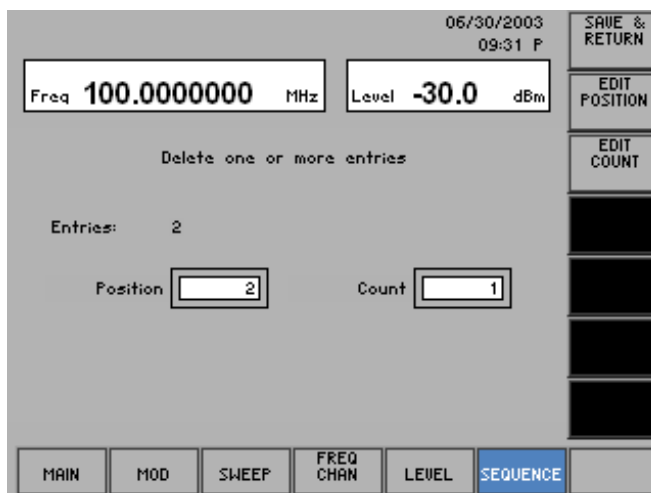 06/30/2003
09:31 P
Freq 100.0000000 MHz
Level -30.0 dBm
Delete one or more entries
Entries: 2
Position 2
Count 1
SAVE &
RETURN
EDIT
POSITION
EDIT
COUNT
MAIN
MOD
SWEEP
FREQ
CHAN
LEVEL
SEQUENCE